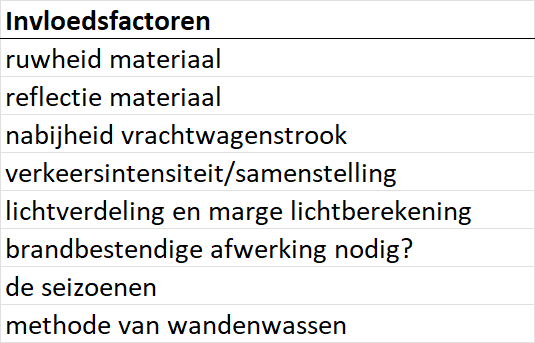 Invloedsfactoren
ruwheid materiaal
reflectie materiaal
nabijheid vrachtwagenstrook
verkeersintensiteit/samenstelling
lichtverdeling en marge lichtberekening
brandbestendige afwerking nodig?
de seizoenen
methode van wandenwassen